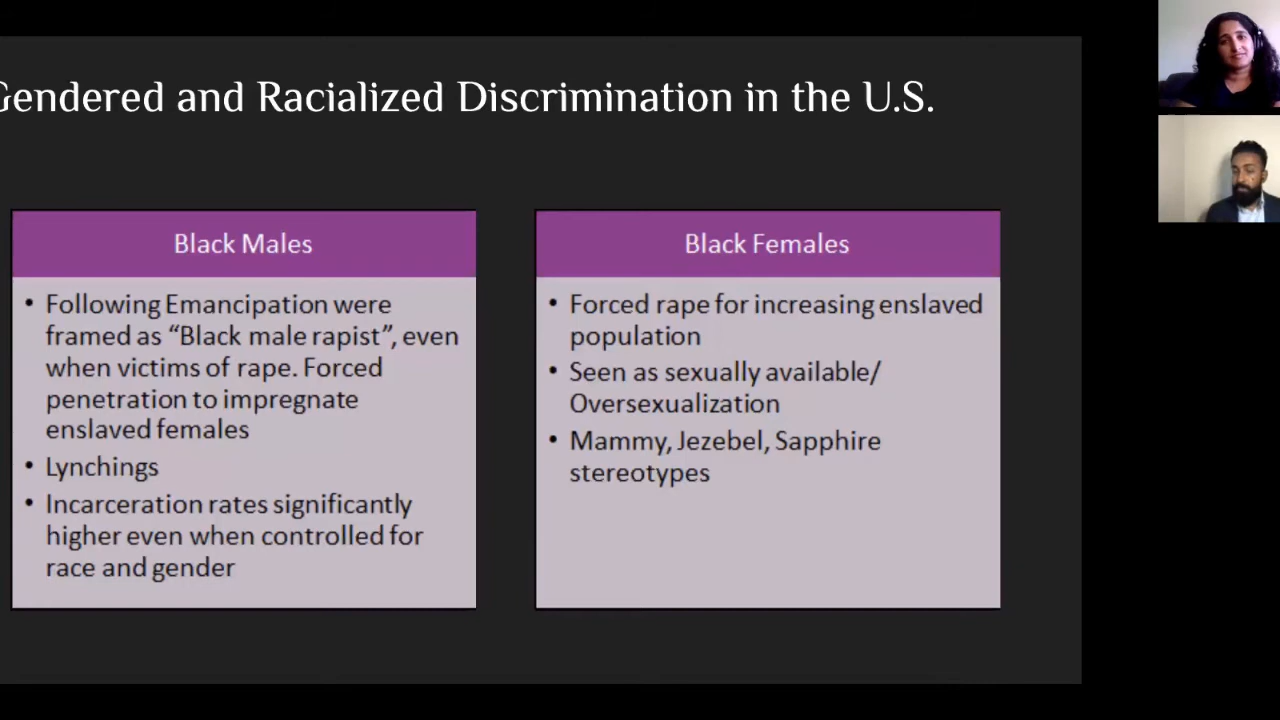 Gendered and Racialized Discrimination in the U.S.
Black Males
• Following Emancipation were
framed as “Black male rapist”, even
when victims of rape. Forced
penetration to impregnate
enslaved females
• Lynchings
• Incarceration rates significantly
higher even when controlled for
race and gender
Black Females
• Forced rape for increasing enslaved
population
• Seen as sexually available/
Oversexualization
• Mammy, Jezebel, Sapphire
stereotypes